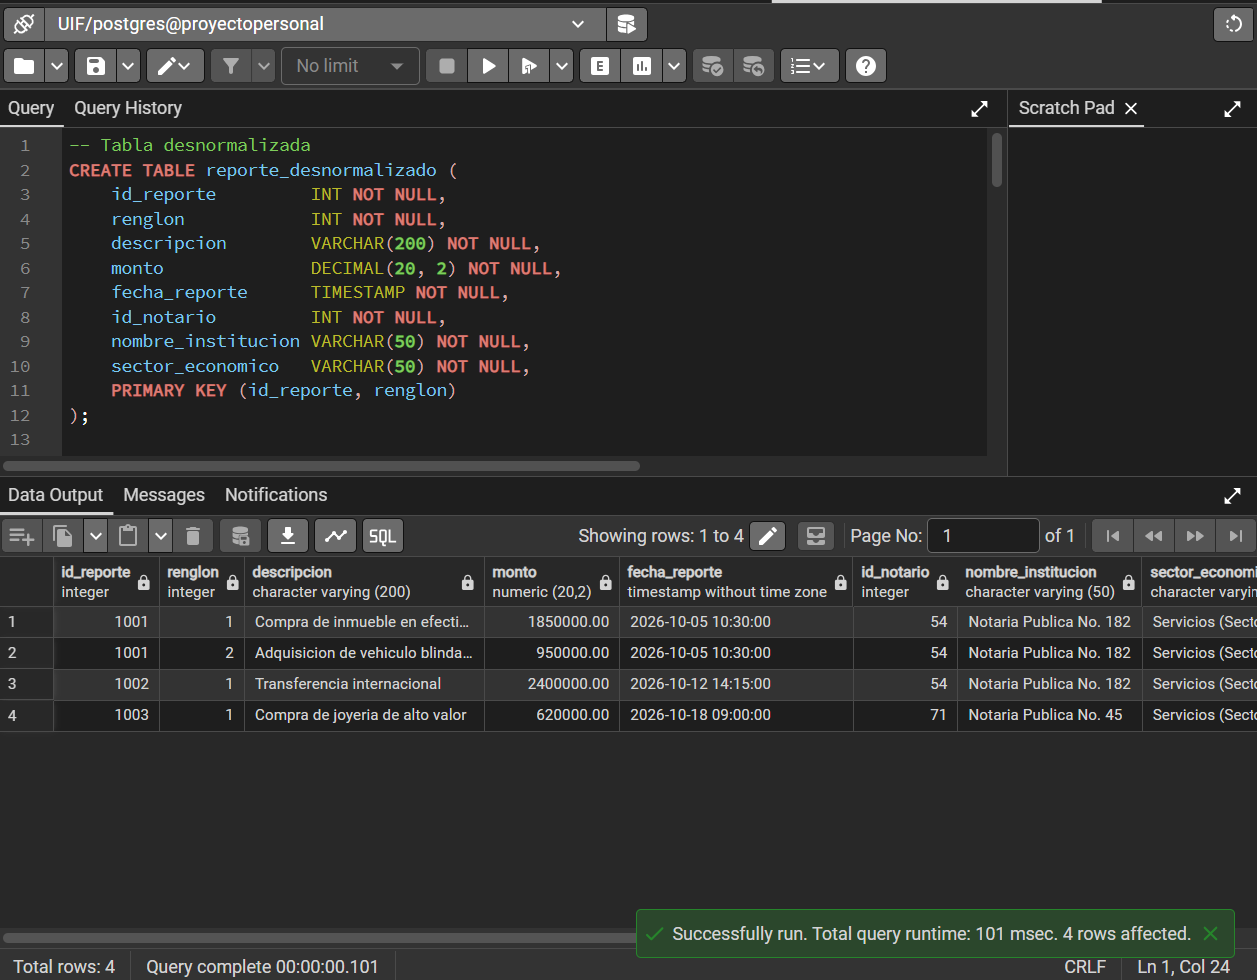 UIF/postgres@proyectopersonal
No limit
E
Query Query History
Scratch Pad
1 -- Tabla desnormalizada
2 CREATE TABLE reporte_desnormalizado (
3 id_reporte INT NOT NULL,
4 renglon INT NOT NULL,
5 descripcion VARCHAR(200) NOT NULL,
6 monto DECIMAL(20, 2) NOT NULL,
7 fecha_reporte TIMESTAMP NOT NULL,
8 id_notario INT NOT NULL,
9 nombre_institucion VARCHAR(50) NOT NULL,
10 sector_economico VARCHAR(50) NOT NULL,
11 PRIMARY KEY (id_reporte, renglon)
12 );
13
Data Output Messages Notifications
SQL Showing rows: 1 to 4 Page No: 1 of 1
id_reporte renglon descripcion monto fecha_reporte id_notario nombre_institucion sector_economi
integer integer character varying (200) numeric (20,2) timestamp without time zone integer character varying (50) character varyin
1 1001 1 Compra de inmueble en efecti... 1850000.00 2026-10-05 10:30:00 54 Notaria Publica No. 182 Servicios (Secto
2 1001 2 Adquisicion de vehiculo blinda... 950000.00 2026-10-05 10:30:00 54 Notaria Publica No. 182 Servicios (Secto
3 1002 1 Transferencia internacional 2400000.00 2026-10-12 14:15:00 54 Notaria Publica No. 182 Servicios (Secto
4 1003 1 Compra de joyeria de alto valor 620000.00 2026-10-18 09:00:00 71 Notaria Publica No. 45 Servicios (Secto
Successfully run. Total query runtime: 101 msec. 4 rows affected.
Total rows: 4 Query complete 00:00:00.101 CRLF Ln 1, Col 24